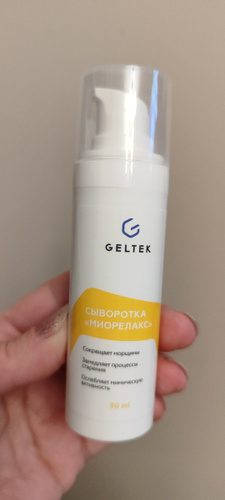 GELTEK
СЫВОРОТКА
«МИОРЕЛАКС»
Сокращает морщины
Замедляет процессы
старения
Ослабляет мимическую
активность
30 ml